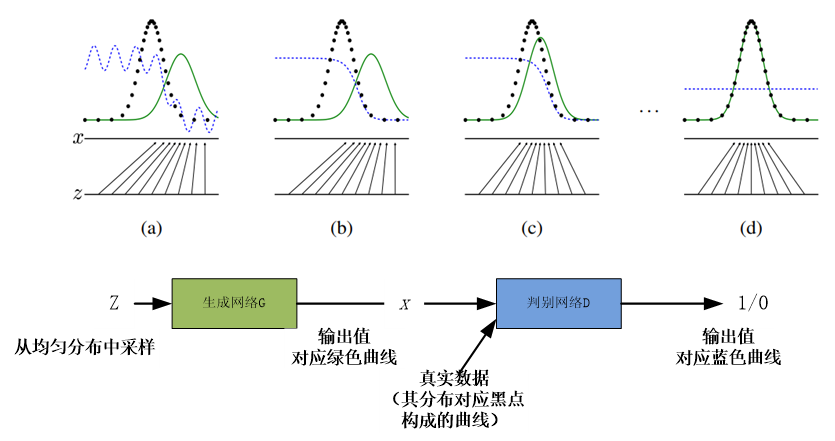 x
z
...
(a) (b) (c) (d)
Z 生成网络G x 判别网络D 1/0
从均匀分布中采样
输出值
对应绿色曲线
真实数据
(其分布对应黑点
构成的曲线)
输出值
对应蓝色曲线